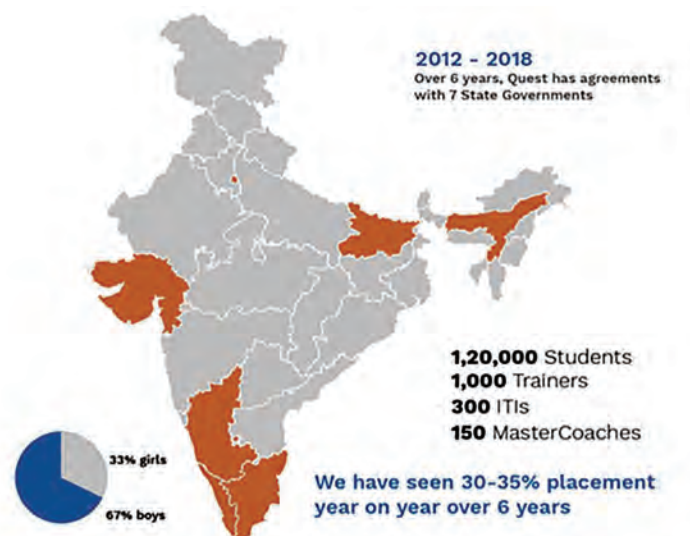 2012 - 2018
Over 6 years, Quest has agreements
with 7 State Governments
1,20,000 Students
1,000 Trainers
300 ITIs
150 MasterCoaches
33% girls
67% boys
We have seen 30-35% placement
year on year over 6 years